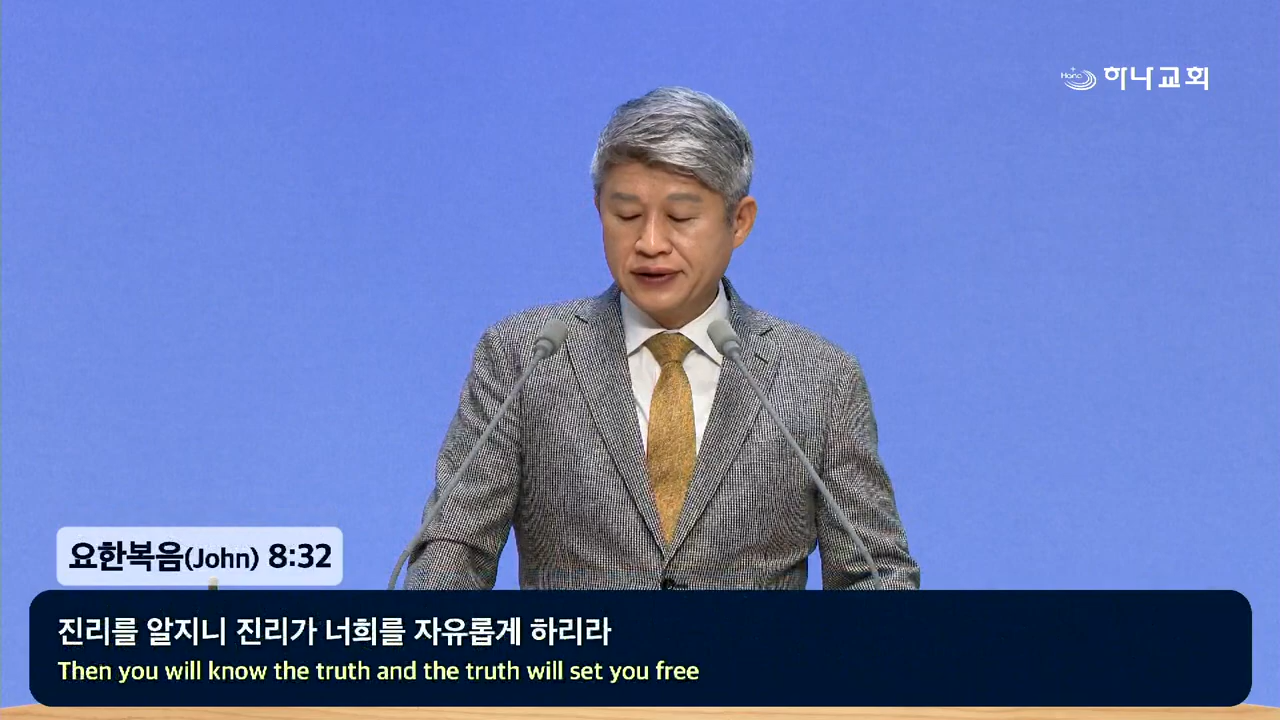 Hana 하나교회
요한복음(John) 8:32
진리를 알지니 진리가 너희를 자유롭게 하리라
Then you will know the truth and the truth will set you free